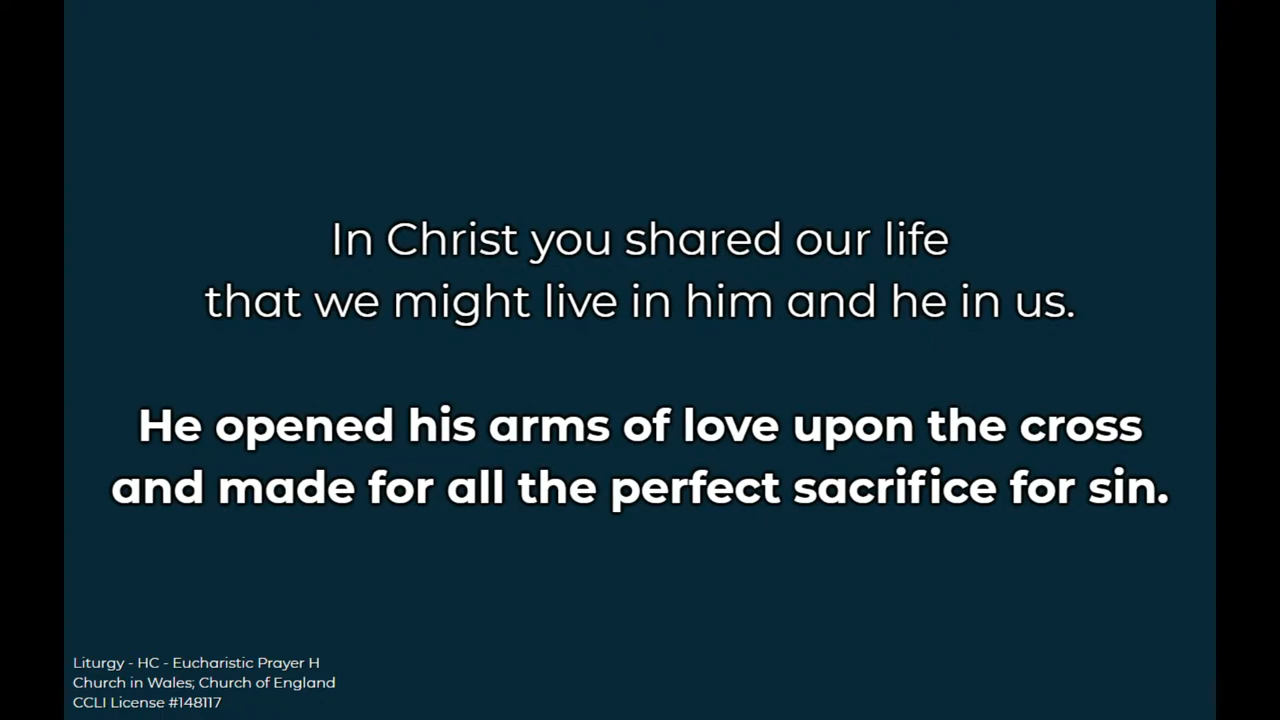 In Christ you shared our life
that we might live in him and he in us.
He opened his arms of love upon the cross
and made for all the perfect sacrifice for sin.
Liturgy - HC - Eucharistic Prayer H
Church in Wales; Church of England
CCLI License #148117